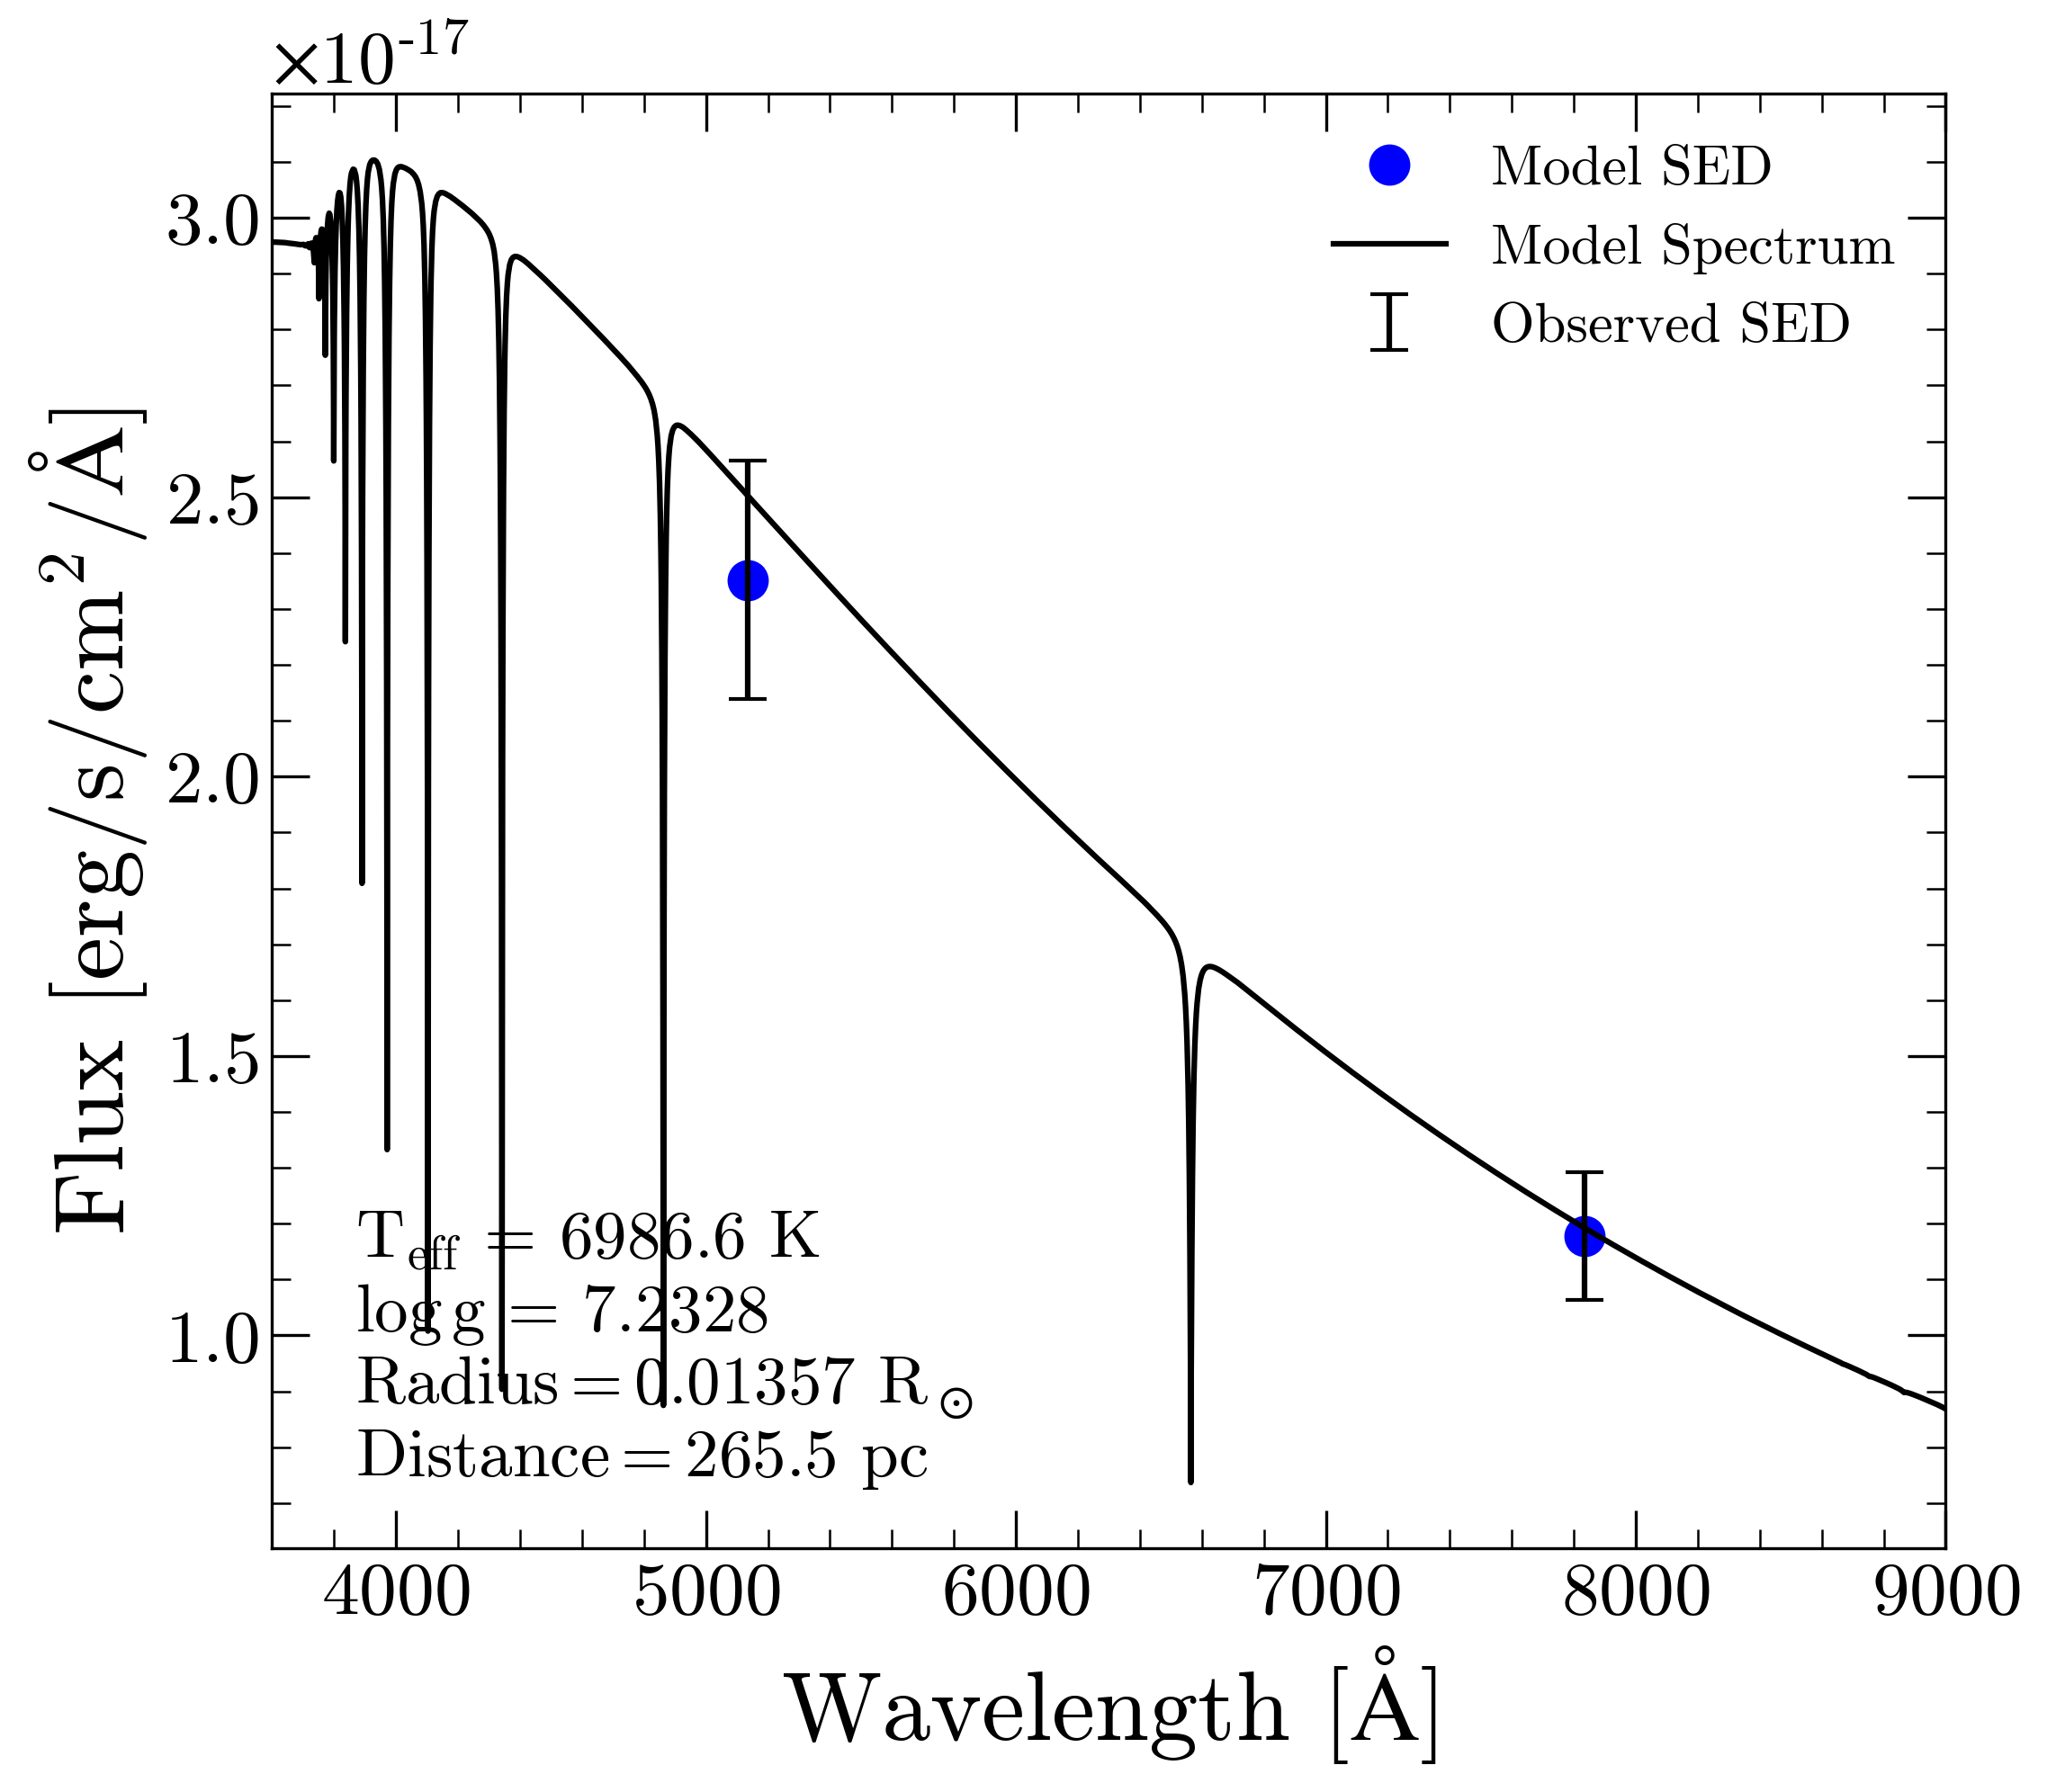 ×10⁻¹⁷
Model SED
Model Spectrum
Observed SED
3.0
2.5
2.0
1.5
1.0
Flux [erg/s/cm²/Å]
T_eff = 6986.6 K
log g = 7.2328
Radius = 0.01357 R_⊙
Distance = 265.5 pc
4000 5000 6000 7000 8000 9000
Wavelength [Å]